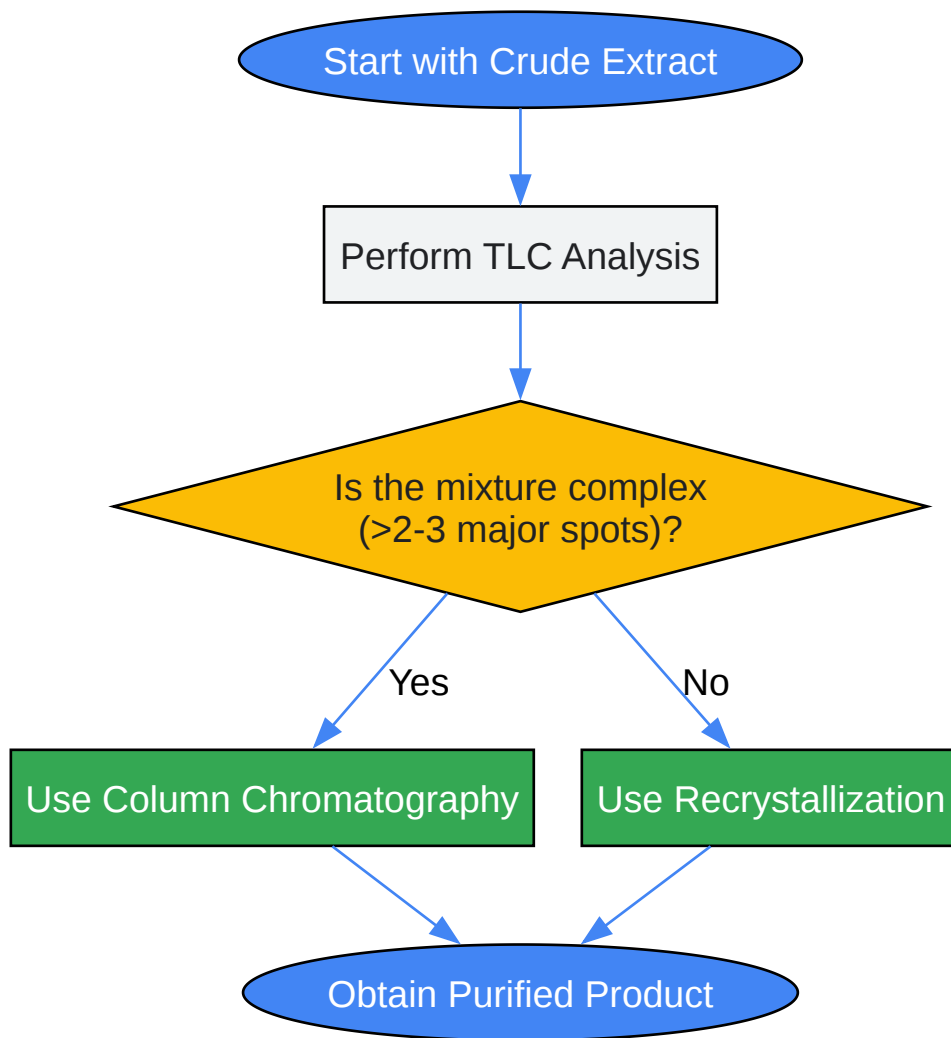 Start with Crude Extract
Perform TLC Analysis
Is the mixture complex
(>2-3 major spots)?
Yes
No
Use Column Chromatography
Use Recrystallization
Obtain Purified Product